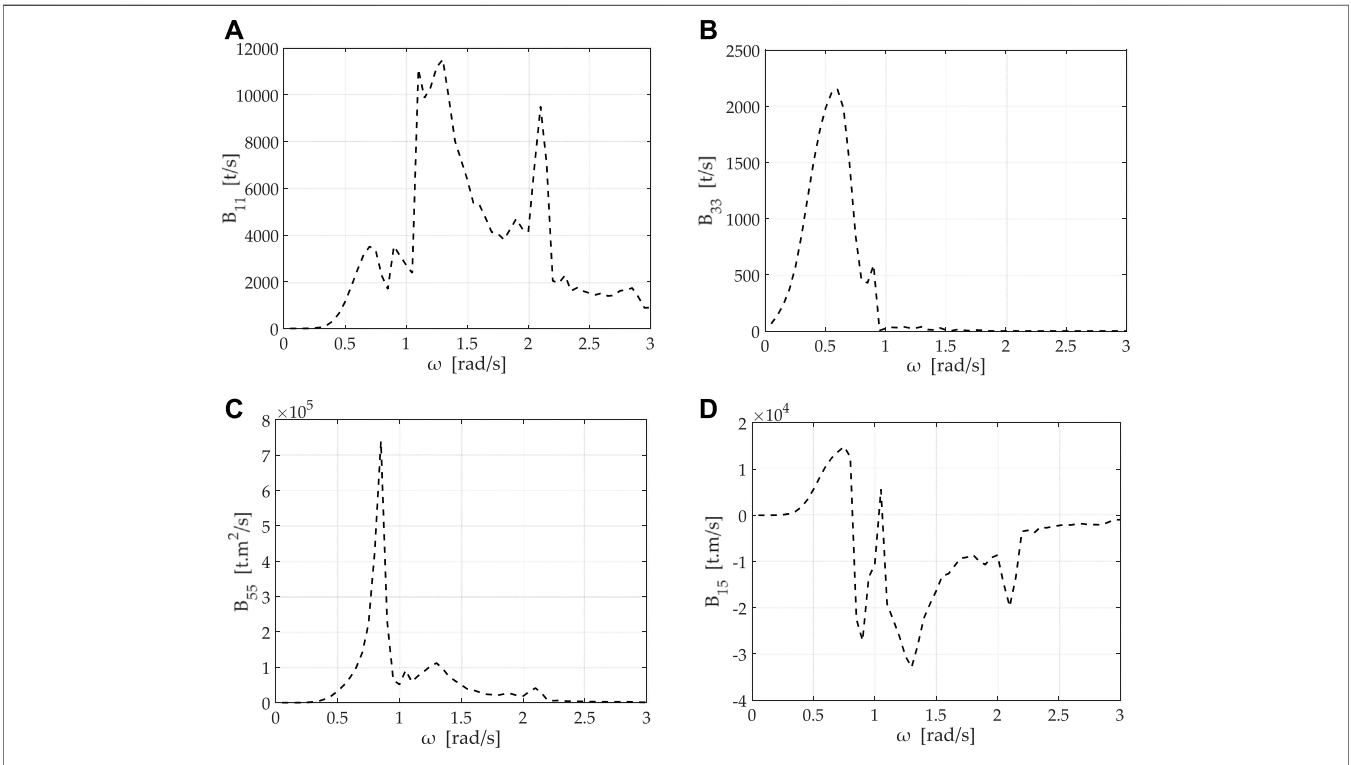 A
12000
10000
8000
6000
4000
2000
0
B11 [t/s]
0 0.5 1 1.5 2 2.5 3
ω [rad/s]
B
2500
2000
1500
1000
500
0
B33 [t/s]
0 0.5 1 1.5 2 2.5 3
ω [rad/s]
C
×10^5
8
7
6
5
4
3
2
1
0
B55 [t.m²/s]
0 0.5 1 1.5 2 2.5 3
ω [rad/s]
D
×10^4
2
1
0
-1
-2
-3
-4
B15 [t.m/s]
0 0.5 1 1.5 2 2.5 3
ω [rad/s]